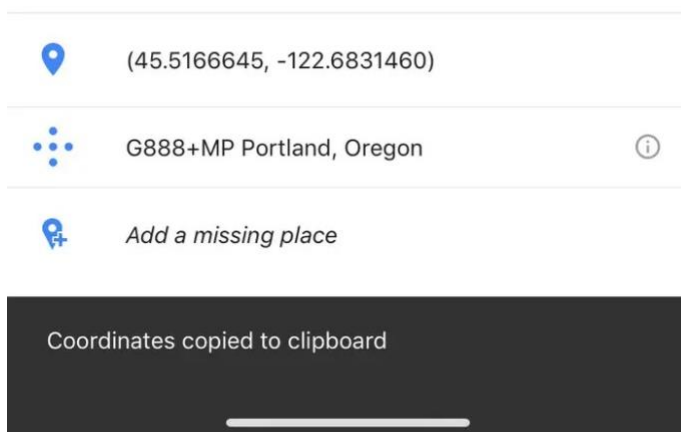 (45.5166645, -122.6831460)
G888+MP Portland, Oregon
Add a missing place
Coordinates copied to clipboard